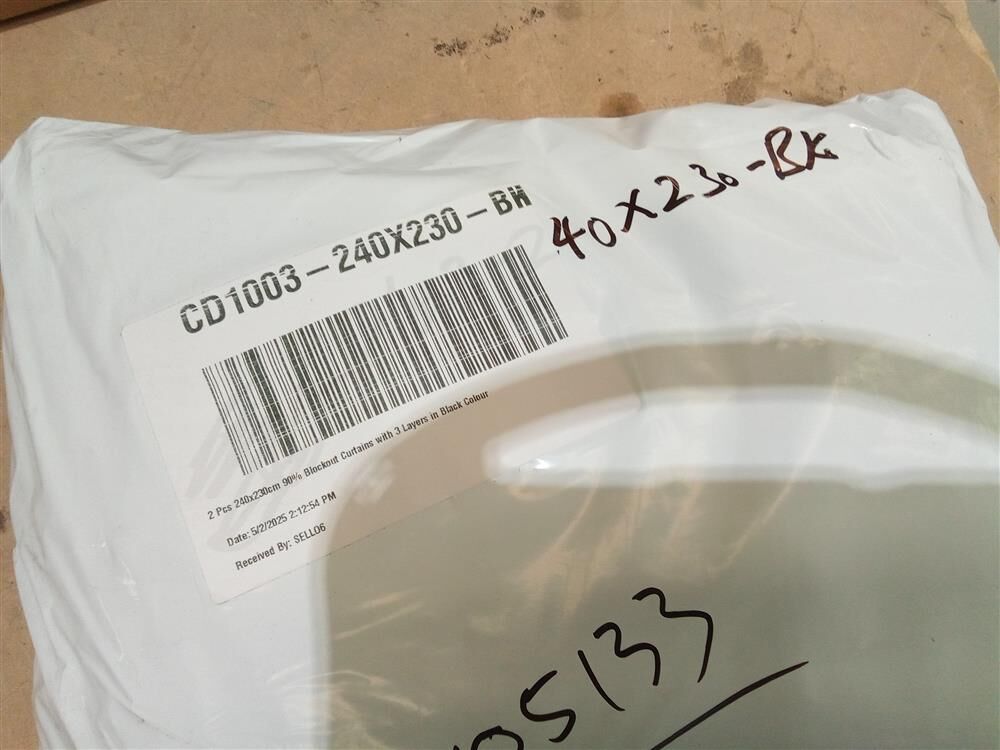 CD1003-240X230-BH
40X230-BK
2 Pcs 240x230cm 90% Blockout Curtains with 3 Layers in Black Colour
Date: 5/2/2025 2:12:54 PM
Received By: SELLO6
05133